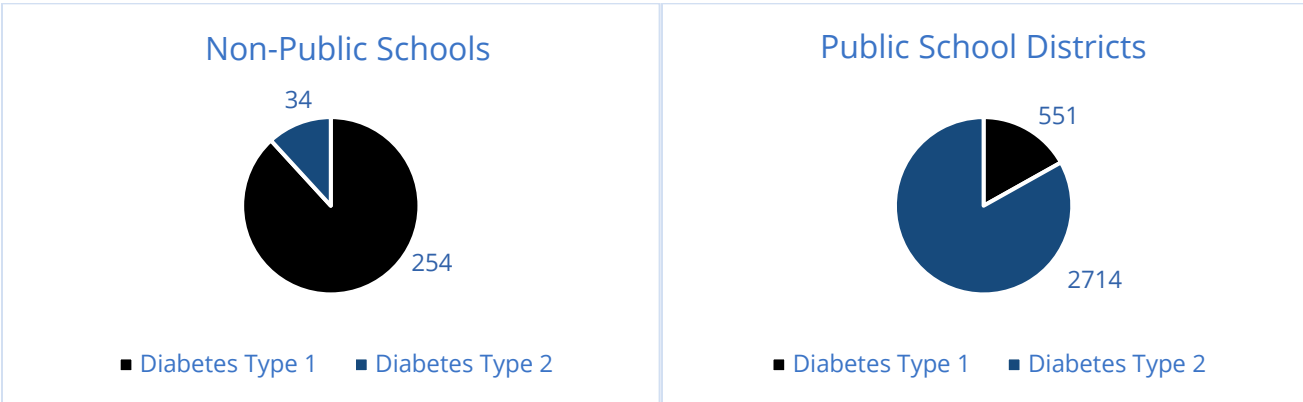 Non-Public Schools
34
254
Diabetes Type 1 Diabetes Type 2
Public School Districts
551
2714
Diabetes Type 1 Diabetes Type 2